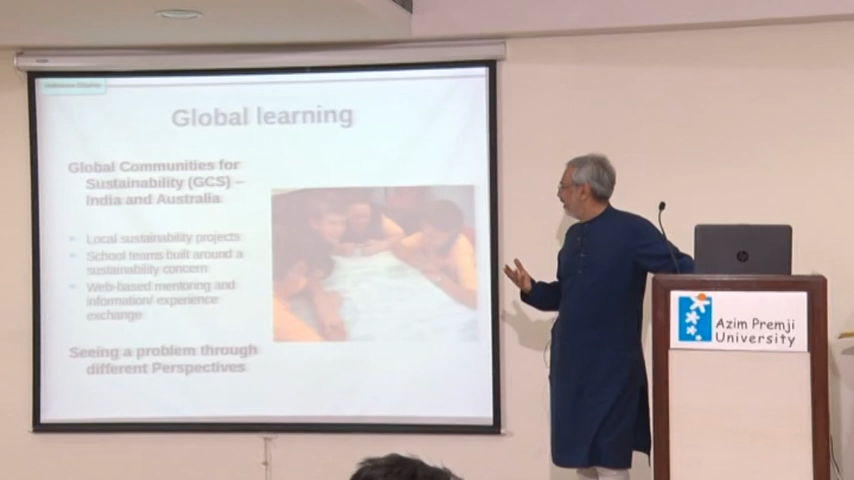 Global learning
Global Communities for
Sustainability (GCS) –
India and Australia
Local sustainability projects
School teams built around a
sustainability concern
Web-based mentoring and
information/ experience
exchange
Seeing a problem through
different Perspectives
hp
Azim Premji
University